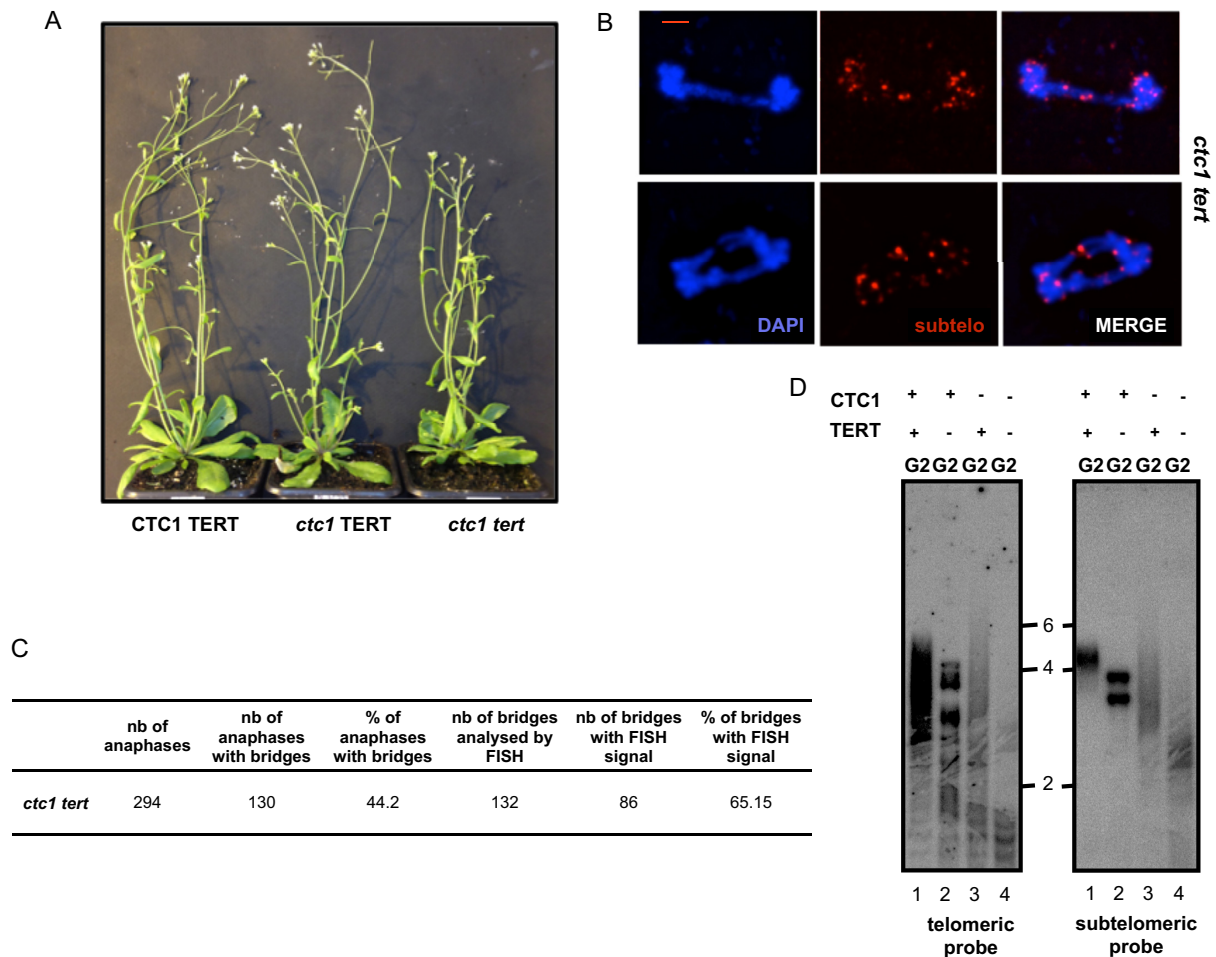 A
CTC1 TERT
ctc1 TERT
ctc1 tert
B
DAPI
subtelo
MERGE
ctc1 tert
C
nb of anaphases
nb of anaphases with bridges
% of anaphases with bridges
nb of bridges analysed by FISH
nb of bridges with FISH signal
% of bridges with FISH signal
ctc1 tert 294 130 44.2 132 86 65.15
D
CTC1 + + - - + + - -
TERT + - + - + - + -
G2 G2 G2 G2 G2 G2 G2 G2
6
4
2
1 2 3 4 1 2 3 4
telomeric
probe
subtelomeric
probe